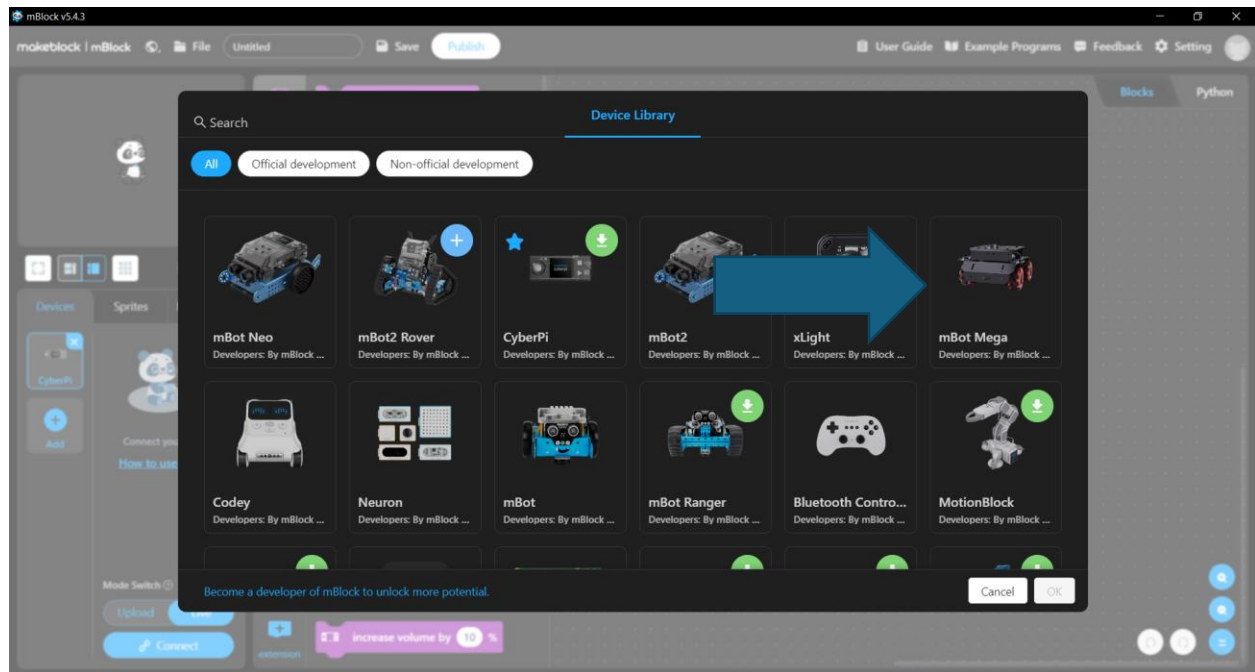 mBlock v5.4.3
makeblock | mBlock File Untitled Save Publish User Guide Example Programs Feedback Setting
Blocks Python
Search
Device Library
All Official development Non-official development
mBot Neo
Developers: By mBlock ...
mBot2 Rover
Developers: By mBlock ...
CyberPi
Developers: By mBlock ...
mBot2
Developers: By mBlock ...
xLight
Developers: By mBlock ...
mBot Mega
Developers: By mBlock ...
Devices Sprites
CyberPi
Add
Connect you
How to use
Codey
Developers: By mBlock ...
Neuron
Developers: By mBlock ...
mBot
Developers: By mBlock ...
mBot Ranger
Developers: By mBlock ...
Bluetooth Contro...
Developers: By mBlock ...
MotionBlock
Developers: By mBlock ...
Become a developer of mBlock to unlock more potential.
Cancel OK
Mode Switch
Upload Live
Connect
extension
increase volume by 10 %